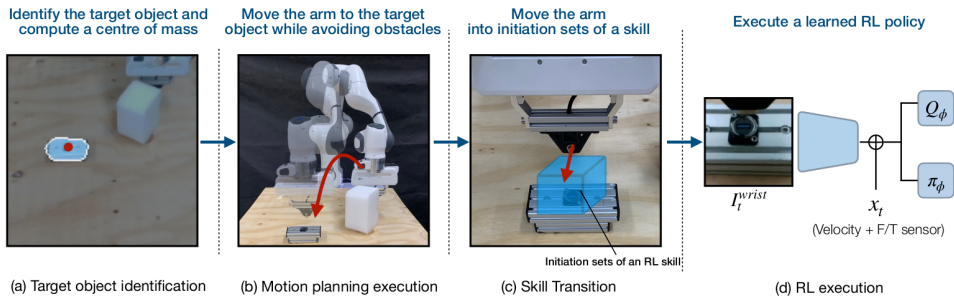 Identify the target object and
compute a centre of mass
Move the arm to the target
object while avoiding obstacles
Move the arm
into initiation sets of a skill
Execute a learned RL policy
I_t^{wrist}
Q_ϕ
π_ϕ
x_t
(Velocity + F/T sensor)
Initiation sets of an RL skill
(a) Target object identification
(b) Motion planning execution
(c) Skill Transition
(d) RL execution